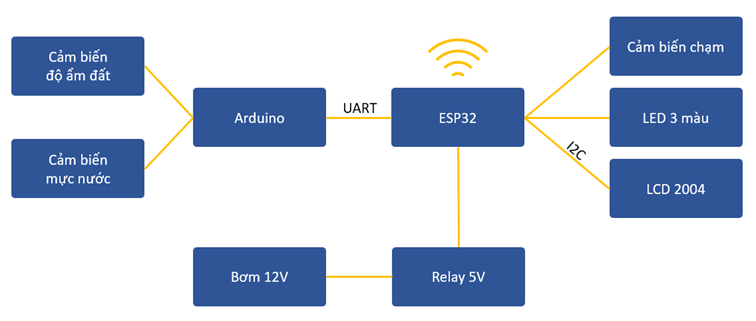 Cảm biến
độ ẩm đất
Cảm biến
mực nước
Arduino
UART
ESP32
Cảm biến chạm
LED 3 màu
I2C
LCD 2004
Bơm 12V
Relay 5V